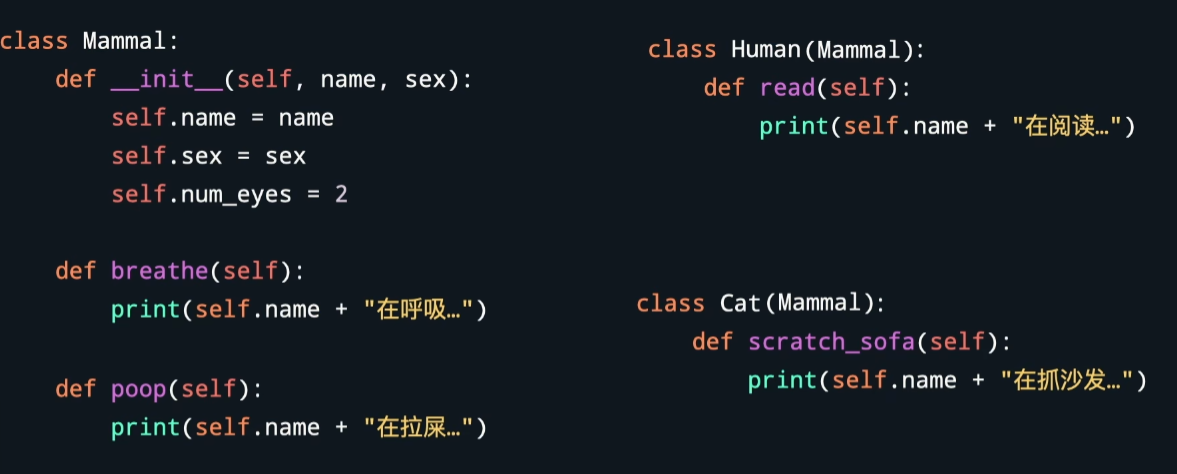 class Mammal:
    def __init__(self, name, sex):
        self.name = name
        self.sex = sex
        self.num_eyes = 2

    def breathe(self):
        print(self.name + "在呼吸…")

    def poop(self):
        print(self.name + "在拉屎…")

class Human(Mammal):
    def read(self):
        print(self.name + "在阅读…")

class Cat(Mammal):
    def scratch_sofa(self):
        print(self.name + "在抓沙发…")